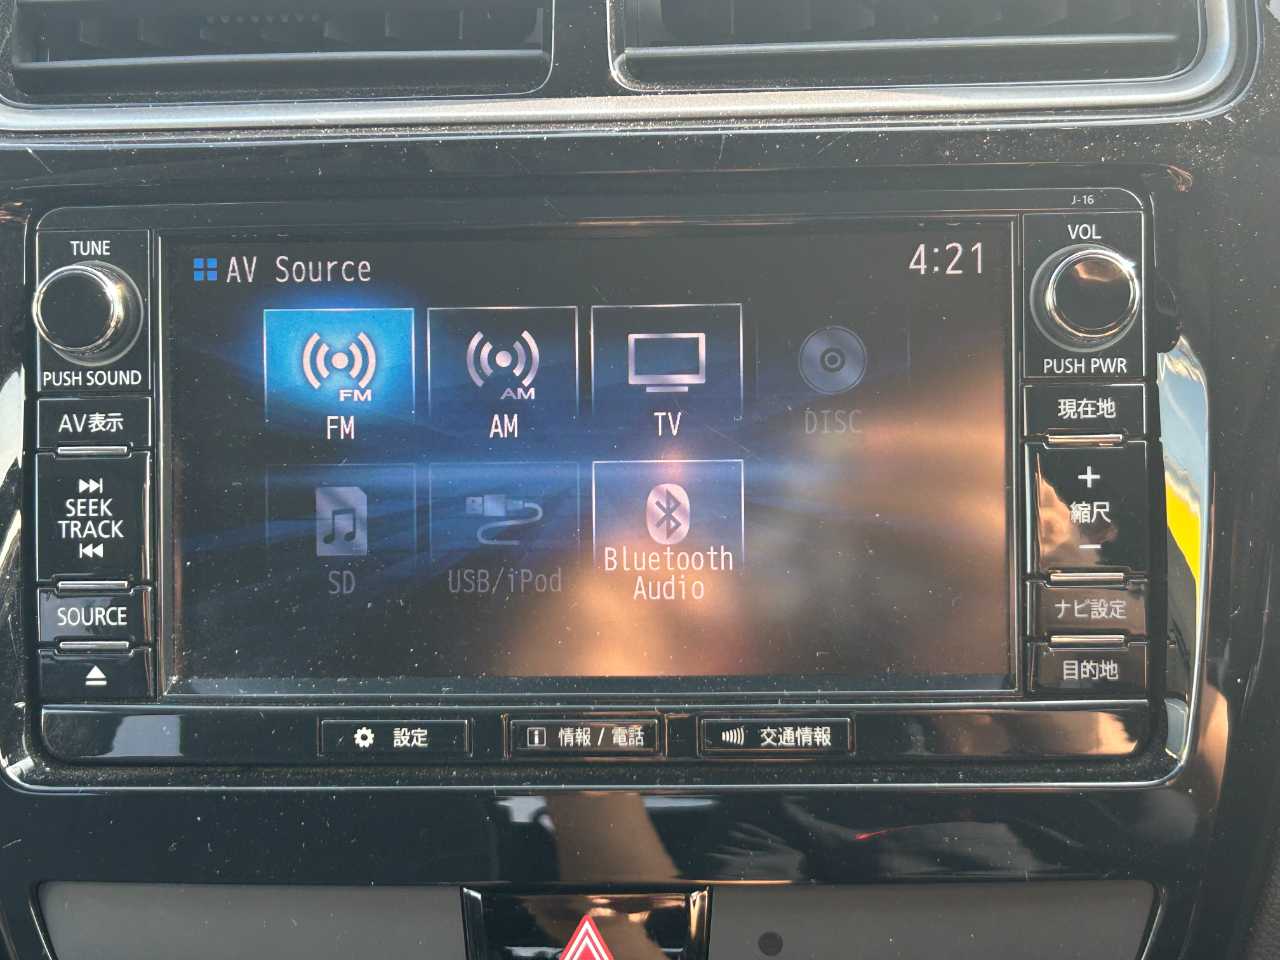 J-16
TUNE
PUSH SOUND
AV表示
SEEK
TRACK
SOURCE
AV Source
4:21
FM
FM
AM
AM
TV
DISC
SD
USB/iPod
Bluetooth
Audio
VOL
PUSH PWR
現在地
+
縮尺
-
ナビ設定
目的地
設定
i 情報 / 電話
交通情報